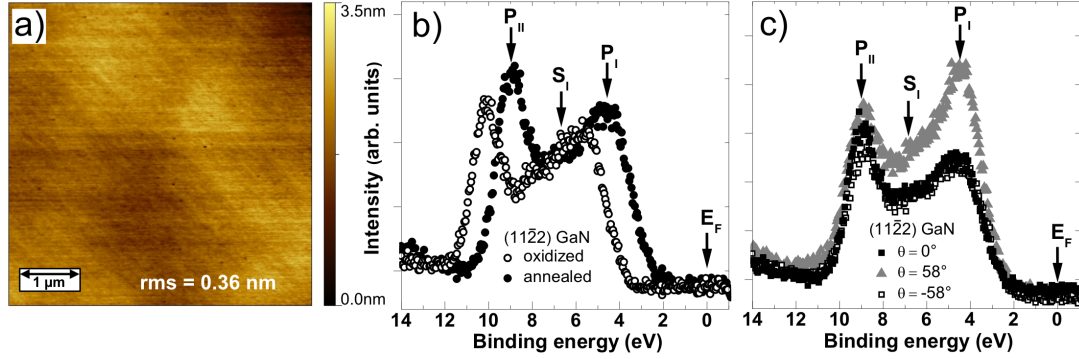 a)
3.5nm
0.0nm
1 µm
rms = 0.36 nm
b)
Intensity (arb. units)
P_II
S_I
P_I
E_F
(112̄2) GaN
oxidized
annealed
14 12 10 8 6 4 2 0
Binding energy (eV)
c)
P_II
S_I
P_I
E_F
(112̄2) GaN
θ = 0°
θ = 58°
θ = -58°
14 12 10 8 6 4 2 0
Binding energy (eV)